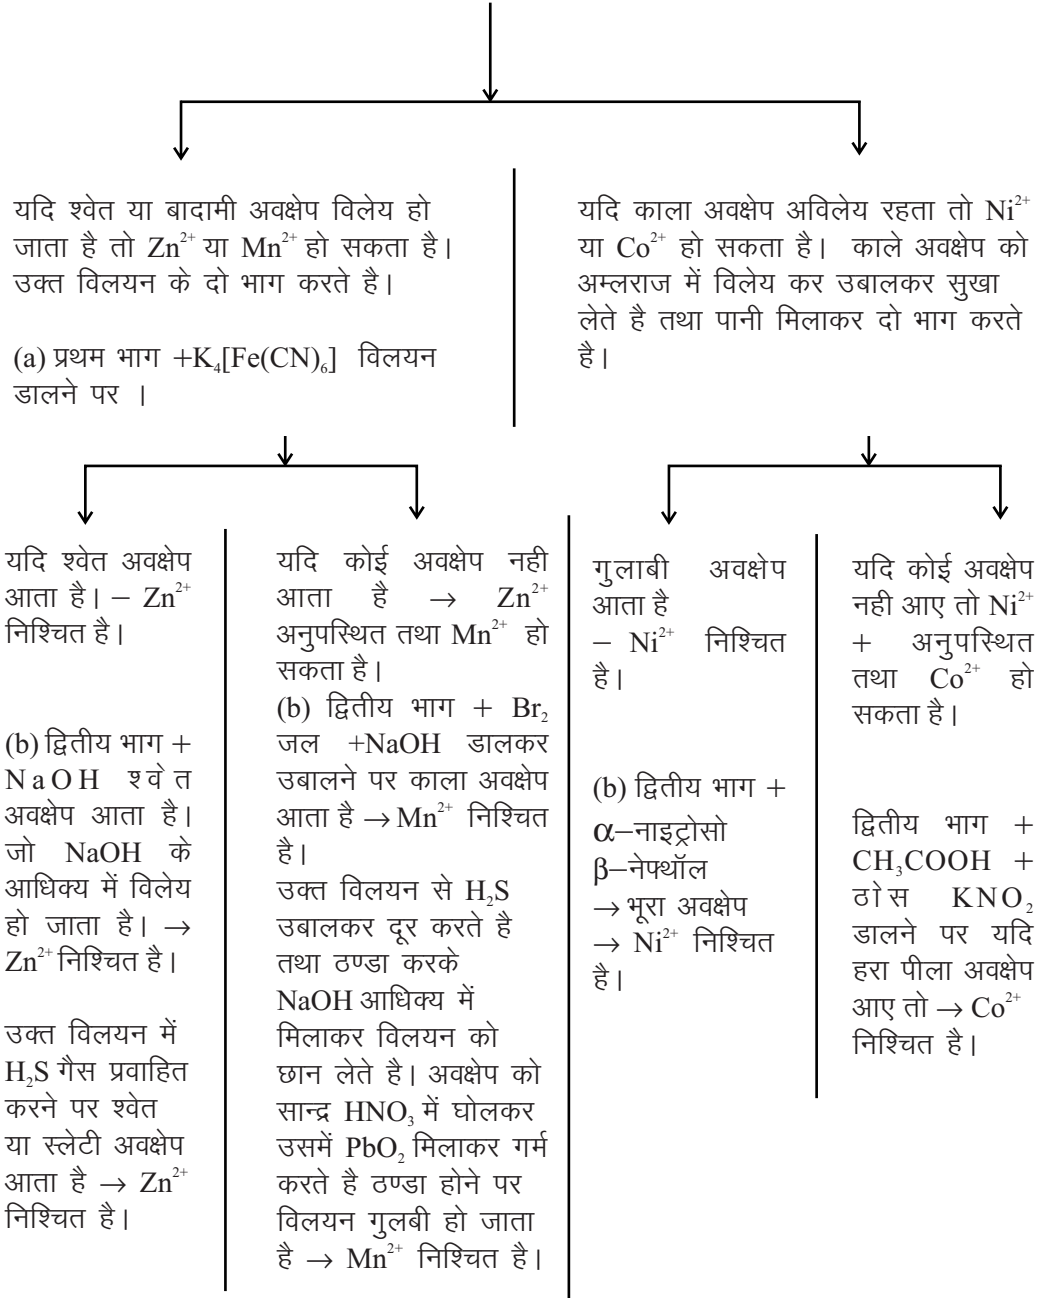 यदि श्वेत या बादामी अवक्षेप विलेय हो
जाता है तो Zn²⁺ या Mn²⁺ हो सकता है।
उक्त विलयन के दो भाग करते है।
(a) प्रथम भाग +K₄[Fe(CN)₆] विलयन
डालने पर ।
यदि काला अवक्षेप अविलेय रहता तो Ni²⁺
या Co²⁺ हो सकता है। काले अवक्षेप को
अम्लराज में विलेय कर उबालकर सुखा
लेते है तथा पानी मिलाकर दो भाग करते
है।
यदि श्वेत अवक्षेप
आता है। – Zn²⁺
निश्चित है।
(b) द्वितीय भाग +
NaOH श्वेत
अवक्षेप आता है।
जो NaOH के
आधिक्य में विलेय
हो जाता है। →
Zn²⁺ निश्चित है।
उक्त विलयन में
H₂S गैस प्रवाहित
करने पर श्वेत
या स्लेटी अवक्षेप
आता है → Zn²⁺
निश्चित है।
यदि कोई अवक्षेप नही
आता है → Zn²⁺
अनुपस्थित तथा Mn²⁺ हो
सकता है।
(b) द्वितीय भाग + Br₂
जल +NaOH डालकर
उबालने पर काला अवक्षेप
आता है → Mn²⁺ निश्चित
है।
उक्त विलयन से H₂S
उबालकर दूर करते है
तथा ठण्डा करके
NaOH आधिक्य में
मिलाकर विलयन को
छान लेते है। अवक्षेप को
सान्द्र HNO₃ में घोलकर
उसमें PbO₂ मिलाकर गर्म
करते है ठण्डा होने पर
विलयन गुलबी हो जाता
है → Mn²⁺ निश्चित है।
गुलाबी अवक्षेप
आता है
– Ni²⁺ निश्चित
है।
(b) द्वितीय भाग +
α–नाइट्रोसो
β–नेफ्थॉल
→ भूरा अवक्षेप
→ Ni²⁺ निश्चित
है।
यदि कोई अवक्षेप
नही आए तो Ni²⁺
+ अनुपस्थित
तथा Co²⁺ हो
सकता है।
द्वितीय भाग +
CH₃COOH +
ठोस KNO₂
डालने पर यदि
हरा पीला अवक्षेप
आए तो → Co²⁺
निश्चित है।